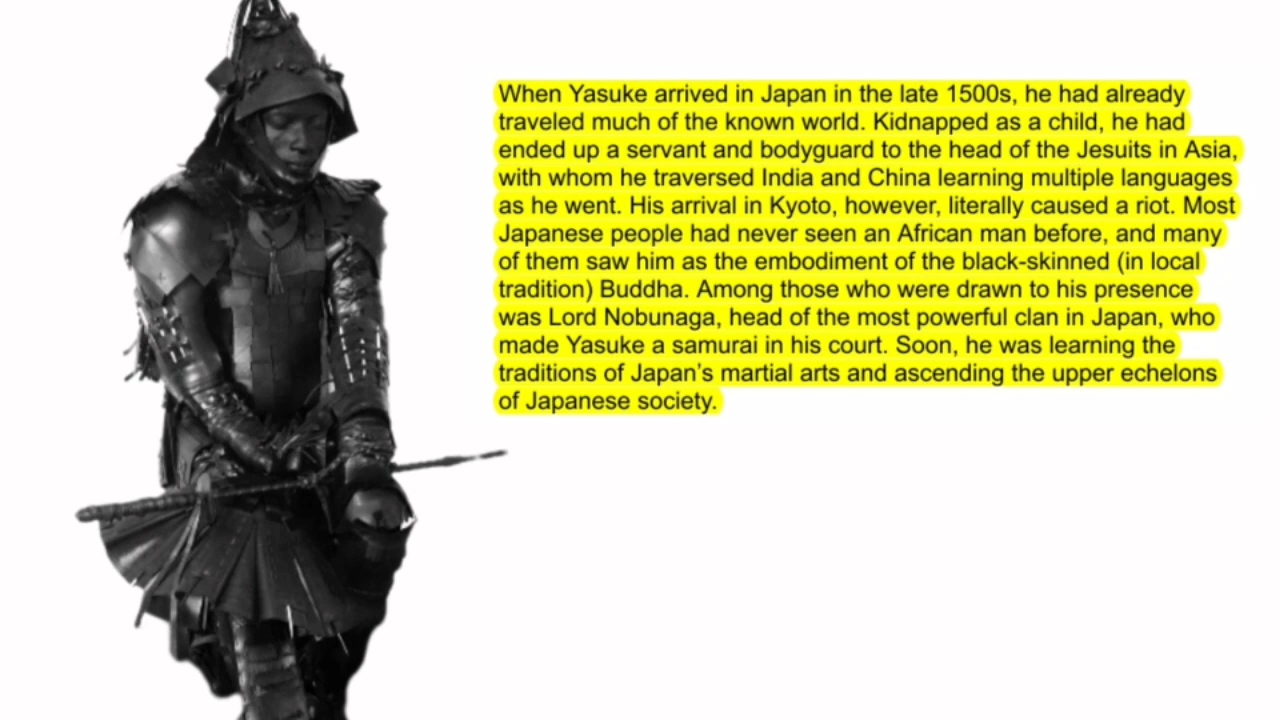 When Yasuke arrived in Japan in the late 1500s, he had already
traveled much of the known world. Kidnapped as a child, he had
ended up a servant and bodyguard to the head of the Jesuits in Asia,
with whom he traversed India and China learning multiple languages
as he went. His arrival in Kyoto, however, literally caused a riot. Most
Japanese people had never seen an African man before, and many
of them saw him as the embodiment of the black-skinned (in local
tradition) Buddha. Among those who were drawn to his presence
was Lord Nobunaga, head of the most powerful clan in Japan, who
made Yasuke a samurai in his court. Soon, he was learning the
traditions of Japan’s martial arts and ascending the upper echelons
of Japanese society.